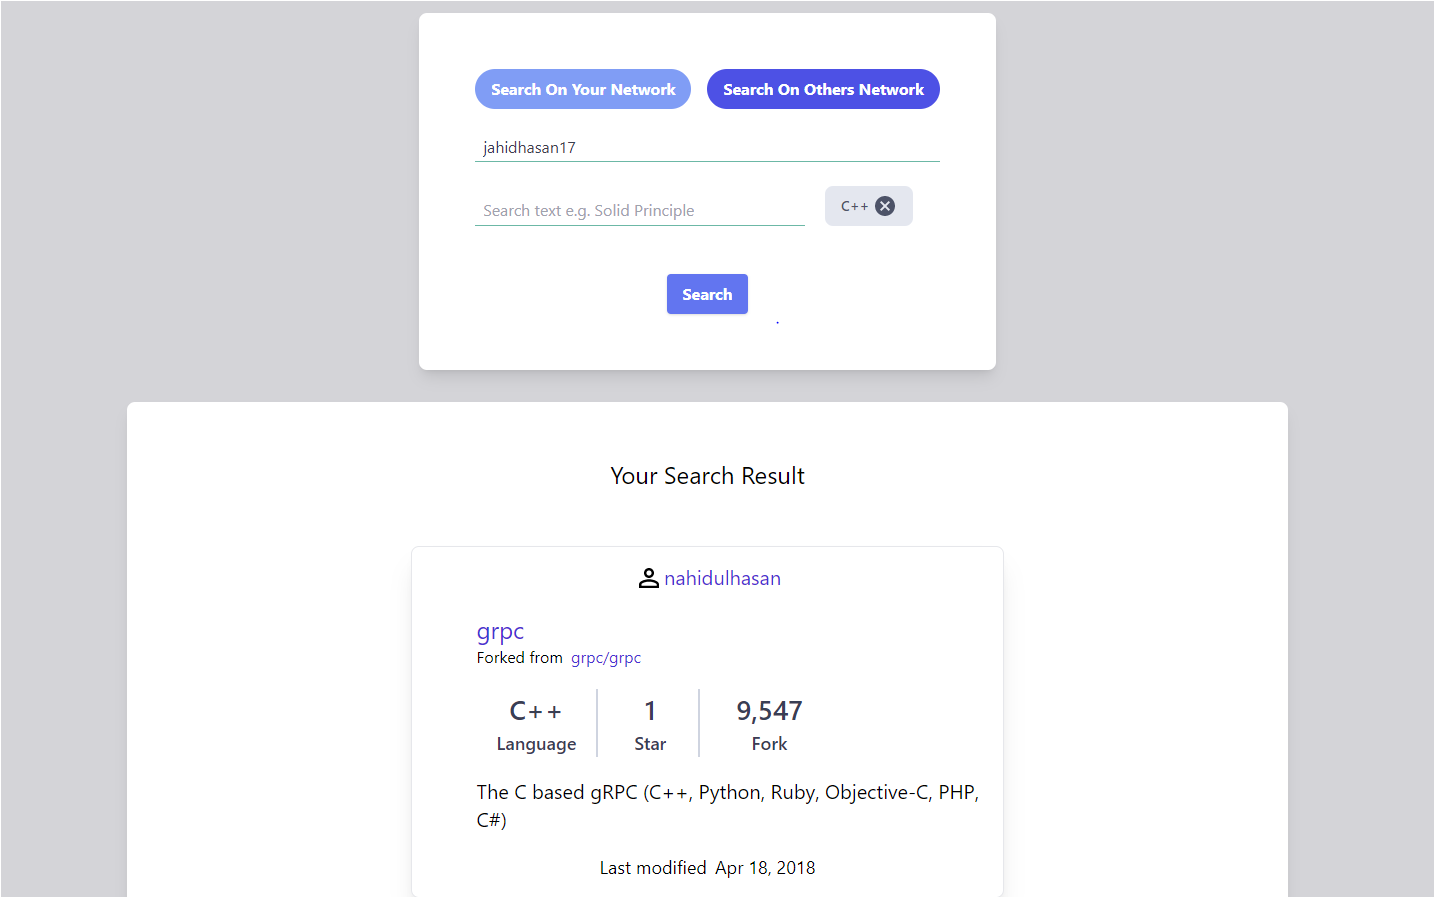 Search On Your Network Search On Others Network
jahidhasan17
Search text e.g. Solid Principle C++
Search
Your Search Result
nahidulhasan
grpc
Forked from grpc/grpc
C++ 1 9,547
Language Star Fork
The C based gRPC (C++, Python, Ruby, Objective-C, PHP,
C#)
Last modified Apr 18, 2018